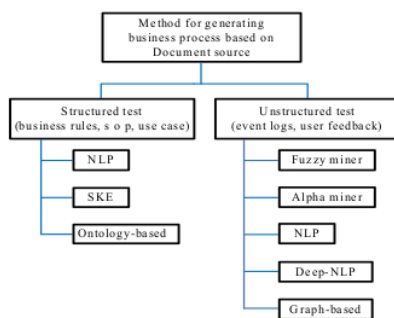 Method for generating
business process based on
Document source
Structured test
(business rules, s o p, use case)
NLP
SKE
Ontology-based
Unstructured test
(event logs, user feedback)
Fuzzy miner
Alpha miner
NLP
Deep-NLP
Graph-based